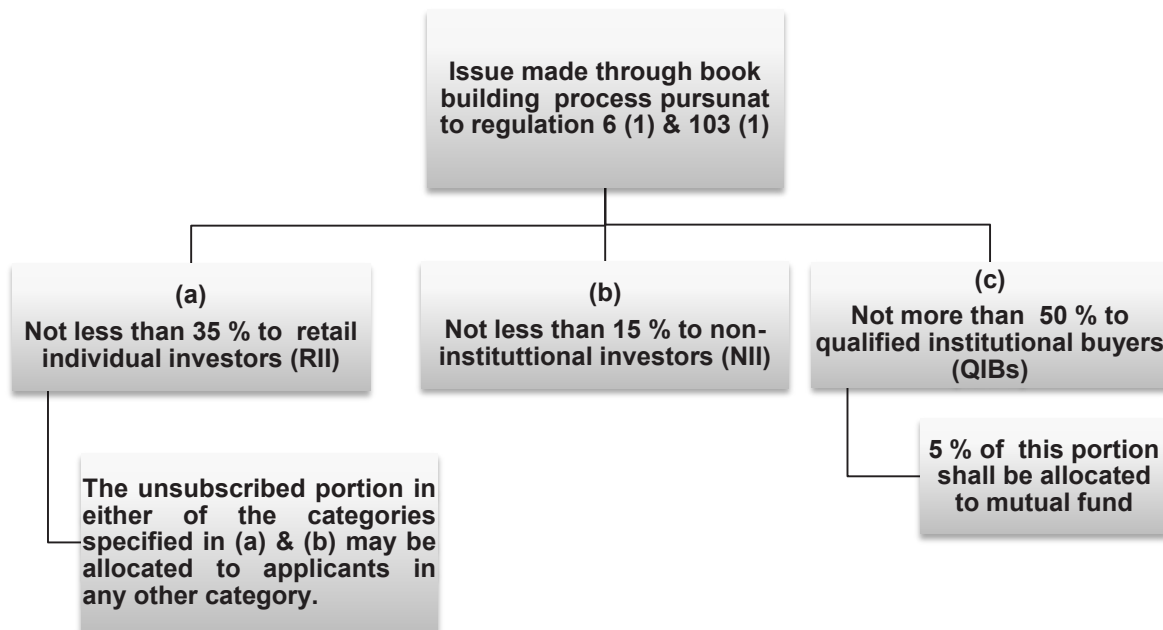 Issue made through book
building process pursunat
to regulation 6 (1) & 103 (1)
(a)
Not less than 35 % to retail
individual investors (RII)
(b)
Not less than 15 % to non-
instituttional investors (NII)
(c)
Not more than 50 % to
qualified institutional buyers
(QIBs)
The unsubscribed portion in
either of the categories
specified in (a) & (b) may be
allocated to applicants in
any other category.
5 % of this portion
shall be allocated
to mutual fund